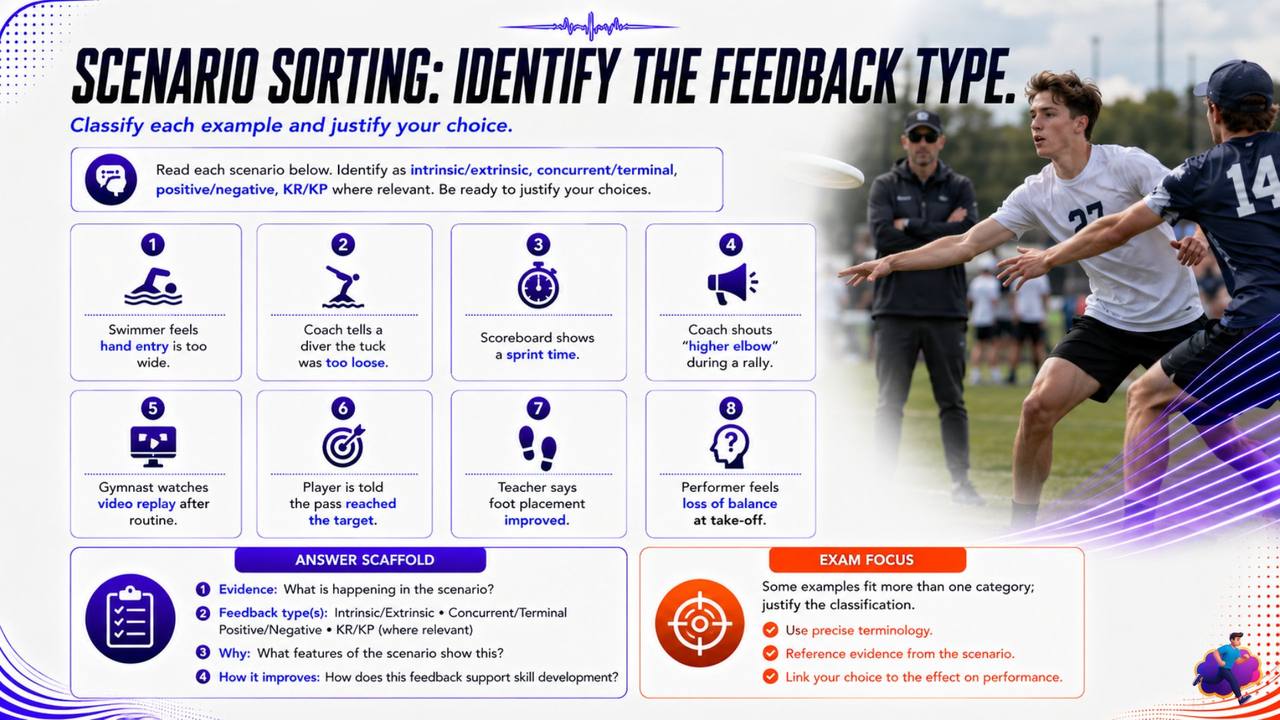 SCENARIO SORTING: IDENTIFY THE FEEDBACK TYPE.
Classify each example and justify your choice.
Read each scenario below. Identify as intrinsic/extrinsic, concurrent/terminal,
positive/negative, KR/KP where relevant. Be ready to justify your choices.
1
Swimmer feels
hand entry is too
wide.
2
Coach tells a
diver the tuck
was too loose.
3
Scoreboard shows
a sprint time.
4
Coach shouts
“higher elbow”
during a rally.
5
Gymnast watches
video replay after
routine.
6
Player is told
the pass reached
the target.
7
Teacher says
foot placement
improved.
8
?
Performer feels
loss of balance
at take-off.
ANSWER SCAFFOLD
1 Evidence: What is happening in the scenario?
2 Feedback type(s): Intrinsic/Extrinsic • Concurrent/Terminal
Positive/Negative • KR/KP (where relevant)
3 Why: What features of the scenario show this?
4 How it improves: How does this feedback support skill development?
EXAM FOCUS
Some examples fit more than one category;
justify the classification.
Use precise terminology.
Reference evidence from the scenario.
Link your choice to the effect on performance.
27
14